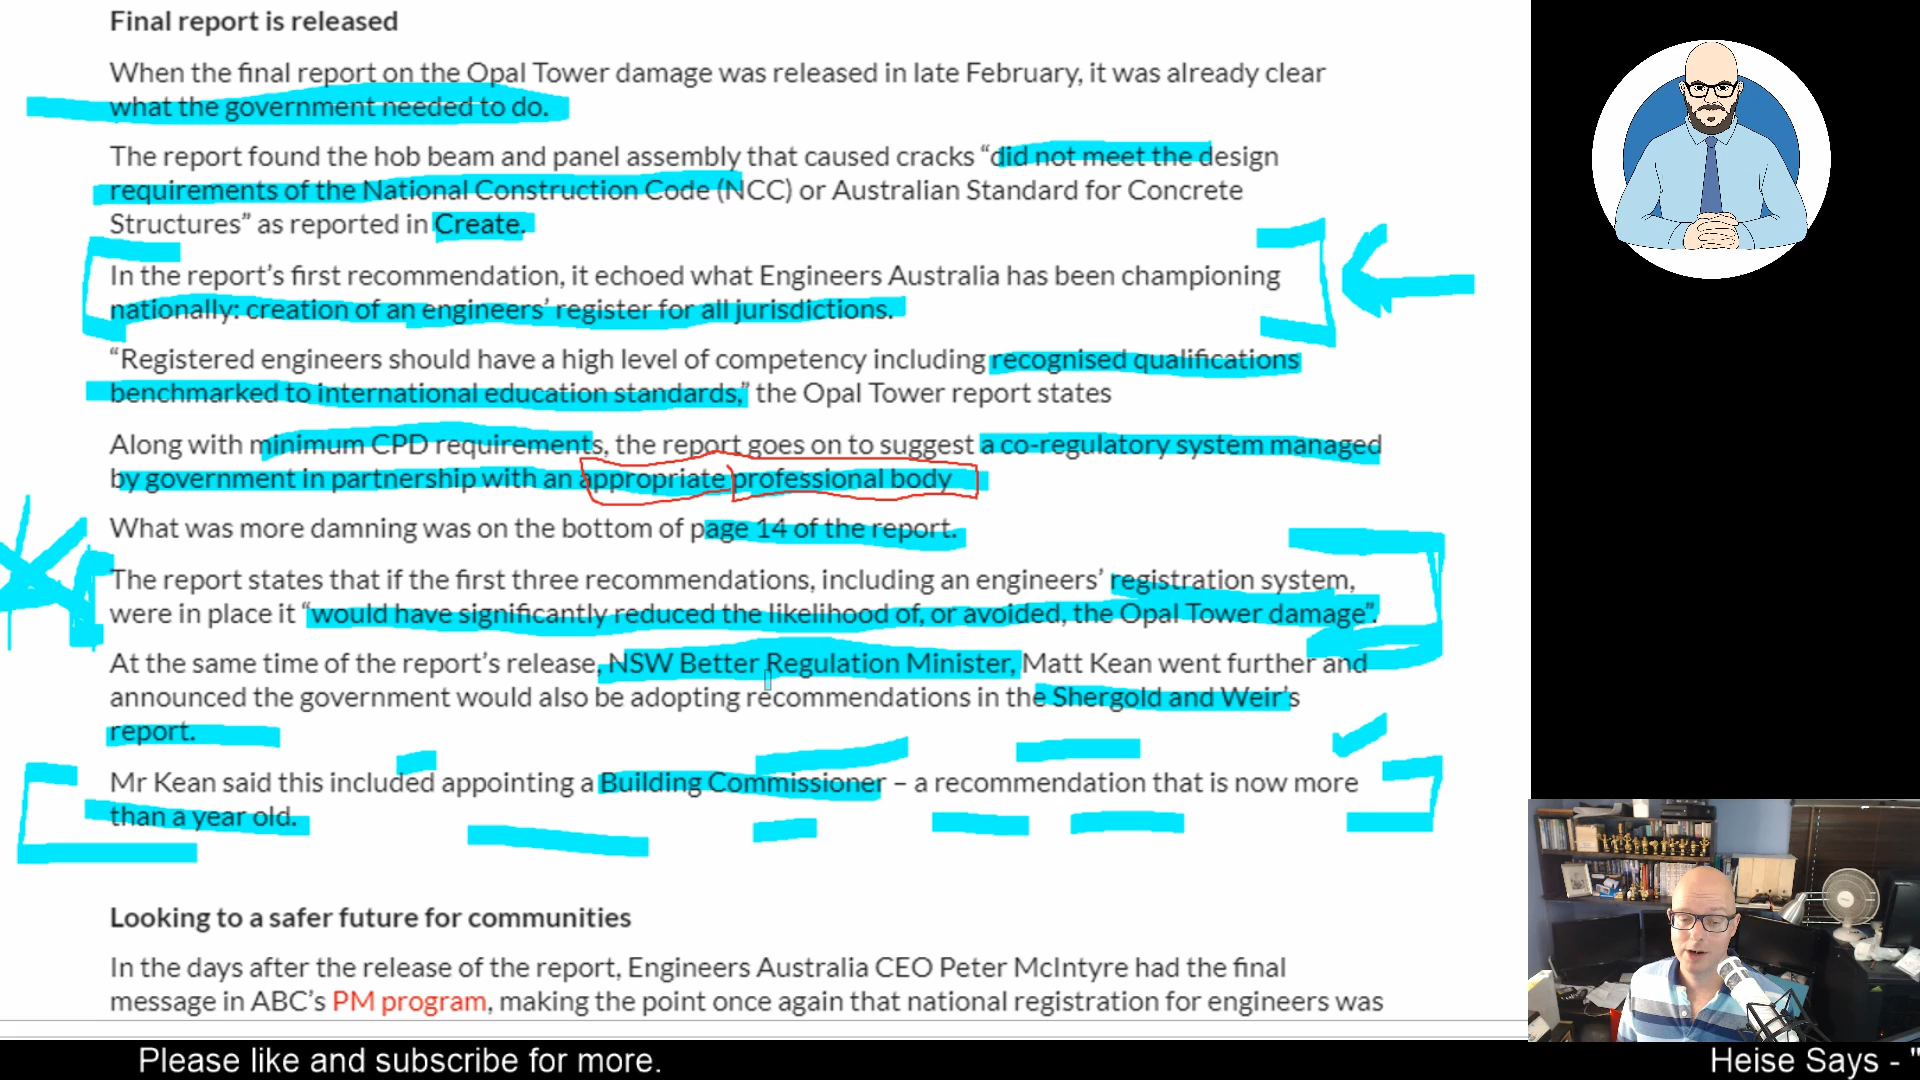 Final report is released
When the final report on the Opal Tower damage was released in late February, it was already clear
what the government needed to do.
The report found the hob beam and panel assembly that caused cracks “did not meet the design
requirements of the National Construction Code (NCC) or Australian Standard for Concrete
Structures” as reported in Create.
In the report’s first recommendation, it echoed what Engineers Australia has been championing
nationally: creation of an engineers’ register for all jurisdictions.
“Registered engineers should have a high level of competency including recognised qualifications
benchmarked to international education standards,” the Opal Tower report states
Along with minimum CPD requirements, the report goes on to suggest a co-regulatory system managed
by government in partnership with an appropriate professional body
What was more damning was on the bottom of page 14 of the report.
The report states that if the first three recommendations, including an engineers’ registration system,
were in place it “would have significantly reduced the likelihood of, or avoided, the Opal Tower damage”.
At the same time of the report’s release, NSW Better Regulation Minister, Matt Kean went further and
announced the government would also be adopting recommendations in the Shergold and Weir’s
report.
Mr Kean said this included appointing a Building Commissioner – a recommendation that is now more
than a year old.
Looking to a safer future for communities
In the days after the release of the report, Engineers Australia CEO Peter McIntyre had the final
message in ABC’s PM program, making the point once again that national registration for engineers was
Please like and subscribe for more.
Heise Says - "